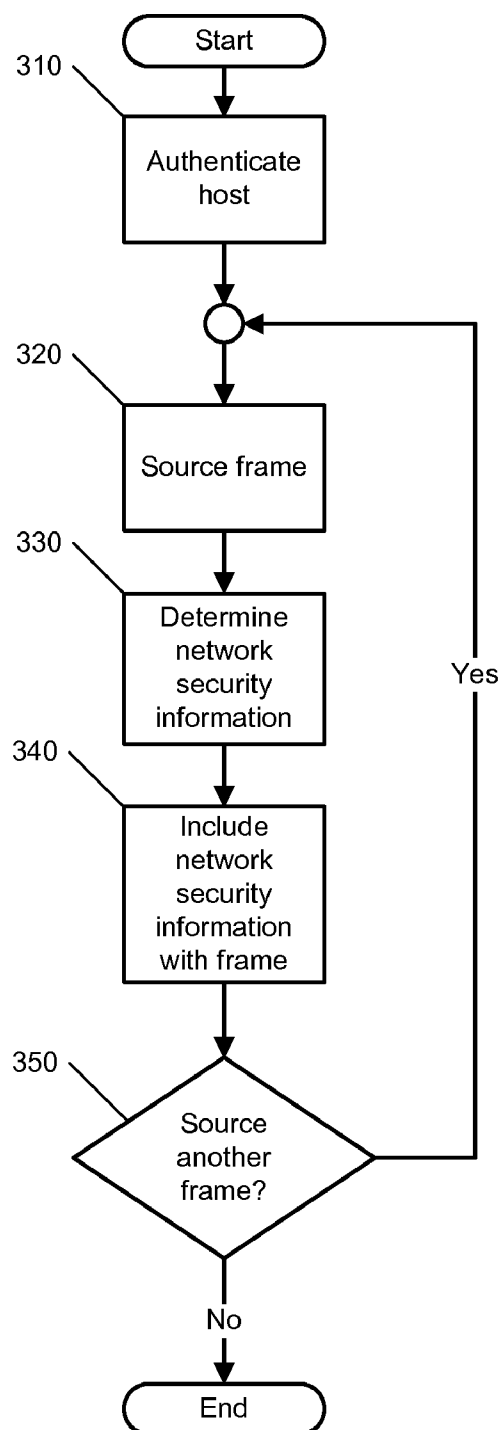 Start
310
Authenticate
host
320
Source frame
330
Determine
network
security
information
Yes
340
Include
network
security
information
with frame
350
Source
another
frame?
No
End